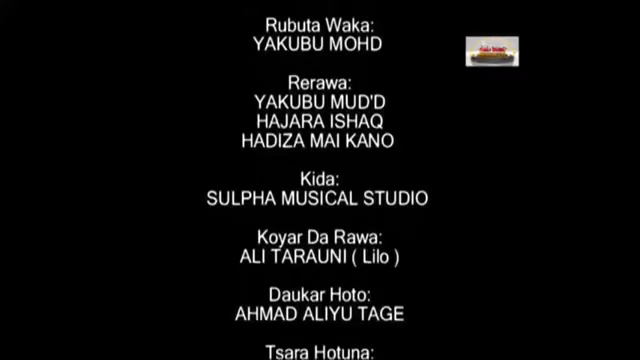 Rubuta Waka:
YAKUBU MOHD
Rerawa:
YAKUBU MUD'D
HAJARA ISHAQ
HADIZA MAI KANO
Kida:
SULPHA MUSICAL STUDIO
Koyar Da Rawa:
ALI TARAUNI ( Lilo )
Daukar Hoto:
AHMAD ALIYU TAGE
Tsara Hotuna: